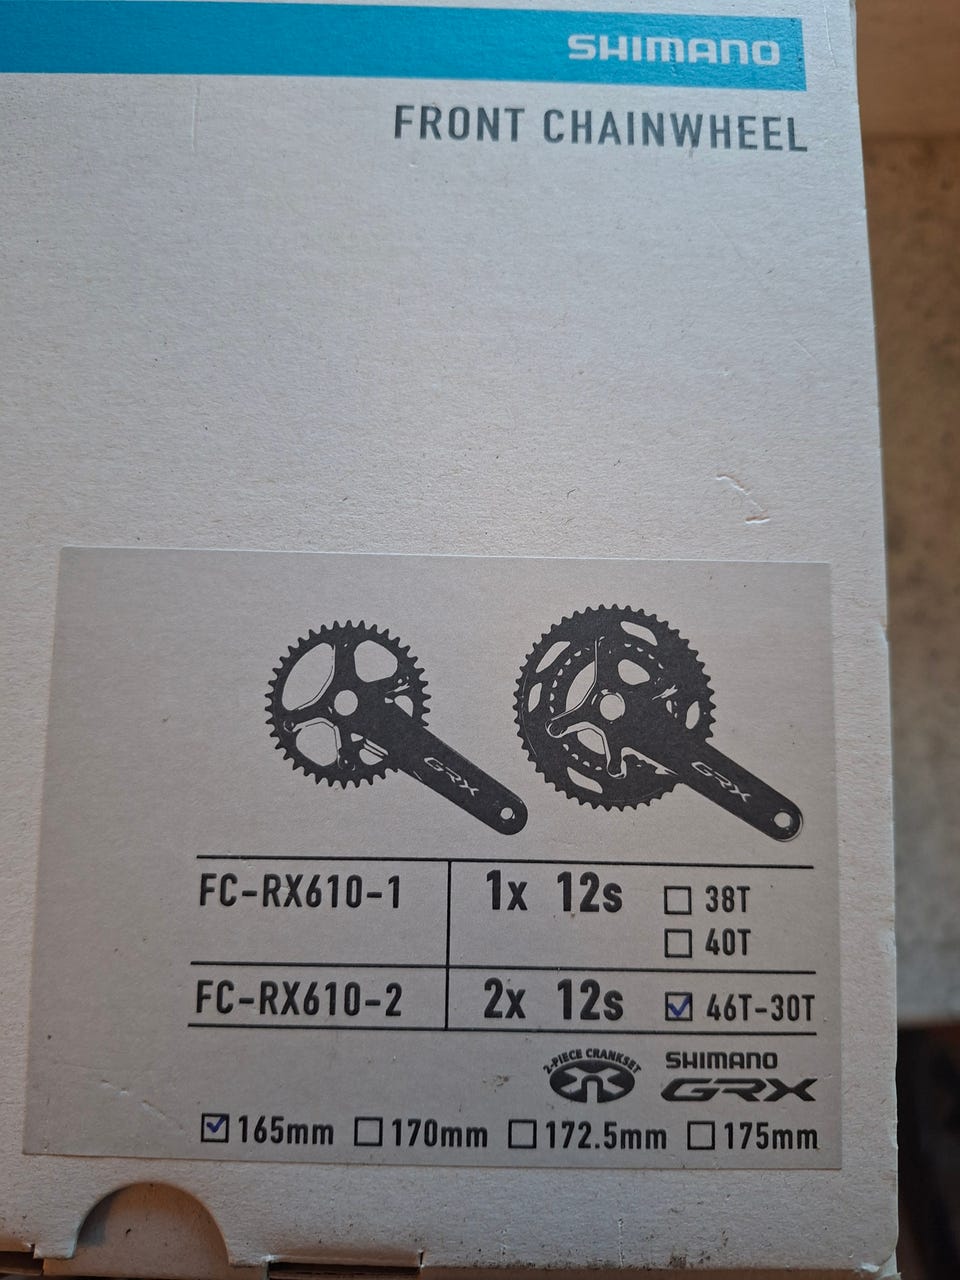 SHIMANO
FRONT CHAINWHEEL
GRX
GRX
FC-RX610-1 1x 12s ☐ 38T
☐ 40T
FC-RX610-2 2x 12s ☑ 46T-30T
2-PIECE CRANKSET
SHIMANO
GRX
☑ 165mm ☐ 170mm ☐ 172.5mm ☐ 175mm